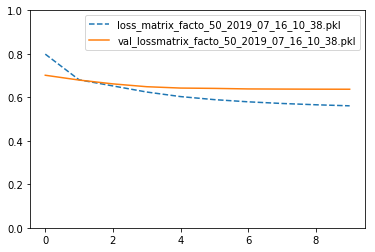 loss_matrix_facto_50_2019_07_16_10_38.pkl
val_lossmatrix_facto_50_2019_07_16_10_38.pkl
1.0
0.8
0.6
0.4
0.2
0.0
0 2 4 6 8